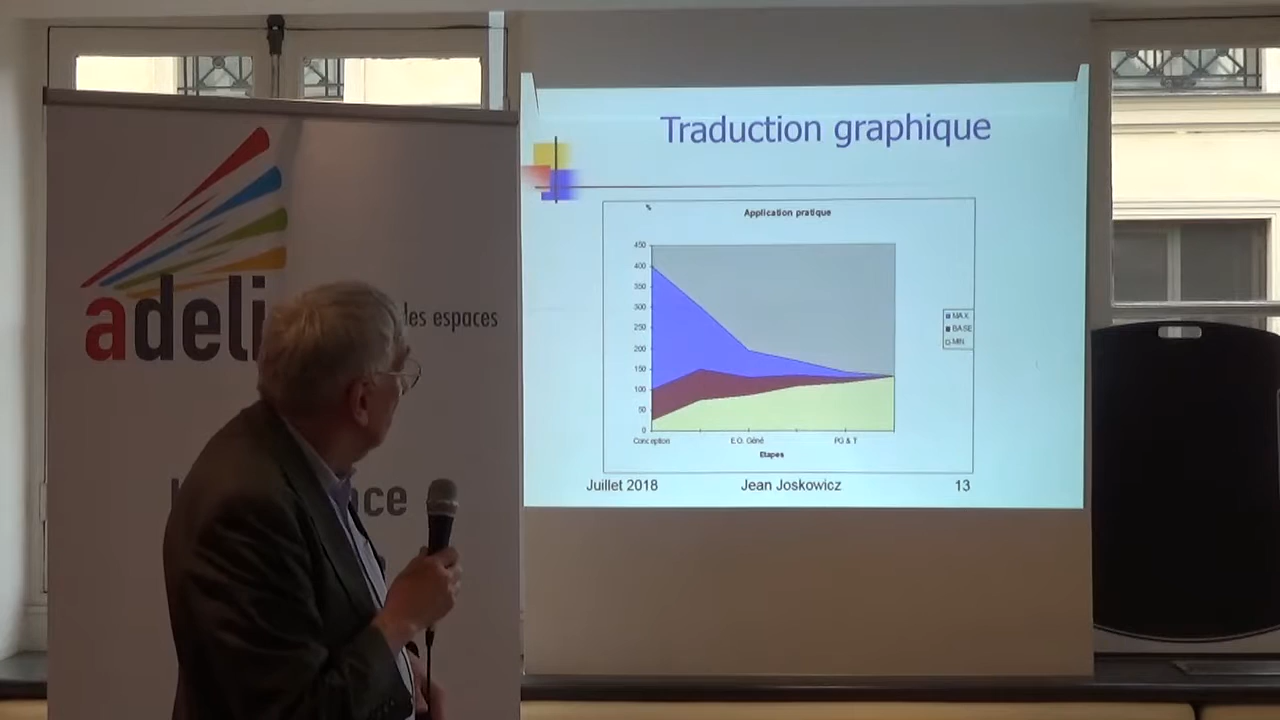 adeli
les espaces
nce
Traduction graphique
Application pratique
450
400
350
300
250
200
150
100
50
0
MAX
BASE
MIN
Conception
E.O. Géné
PG & T
Etapes
Juillet 2018
Jean Joskowicz
13